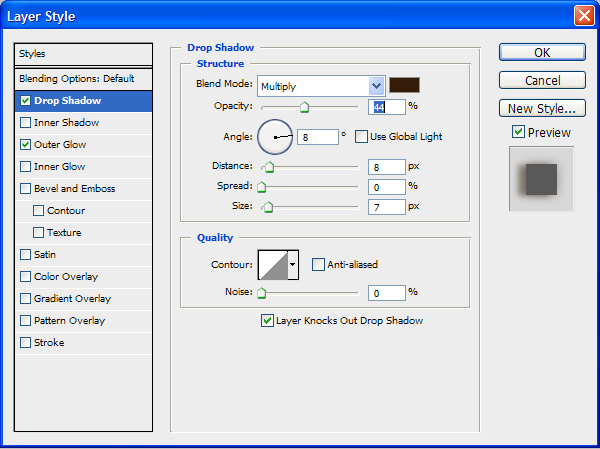 Layer Style
Styles
Blending Options: Default
Drop Shadow
Inner Shadow
Outer Glow
Inner Glow
Bevel and Emboss
Contour
Texture
Satin
Color Overlay
Gradient Overlay
Pattern Overlay
Stroke
Drop Shadow
Structure
Blend Mode: Multiply
Opacity: 44 %
Angle: 8 ° Use Global Light
Distance: 8 px
Spread: 0 %
Size: 7 px
Quality
Contour: Anti-aliased
Noise: 0 %
Layer Knocks Out Drop Shadow
OK
Cancel
New Style...
Preview